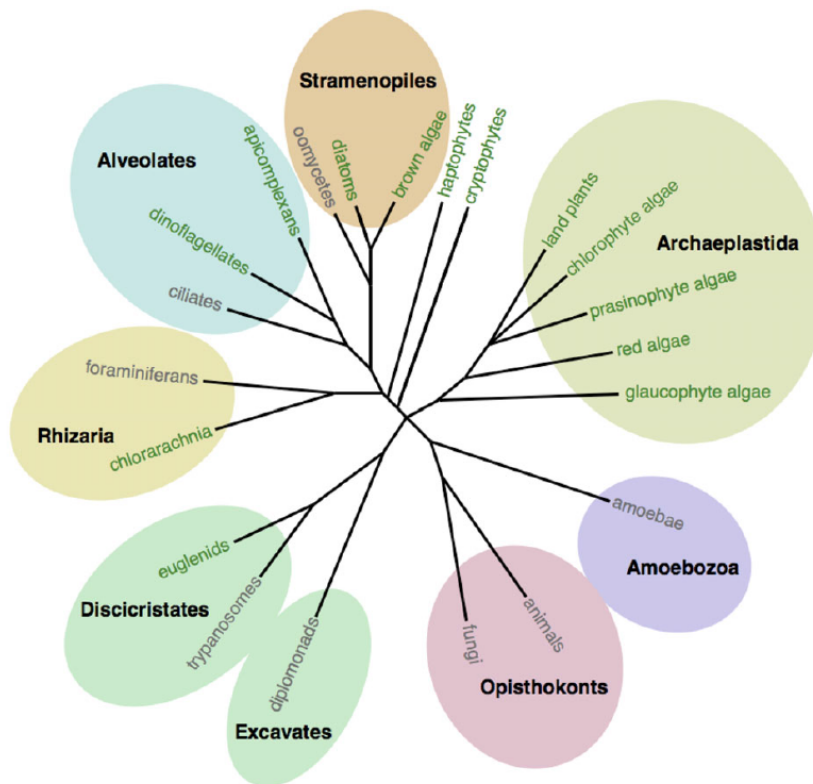 Stramenopiles
oomycetes
diatoms
brown algae
haptophytes
cryptophytes
Alveolates
apicomplexans
dinoflagellates
ciliates
Archaeplastida
land plants
chlorophyte algae
prasinophyte algae
red algae
glaucophyte algae
foraminiferans
Rhizaria
chlorarachnia
amoebae
Amoebozoa
euglenids
Discicristates
trypanosomes
diplomonads
Excavates
fungi
animals
Opisthokonts